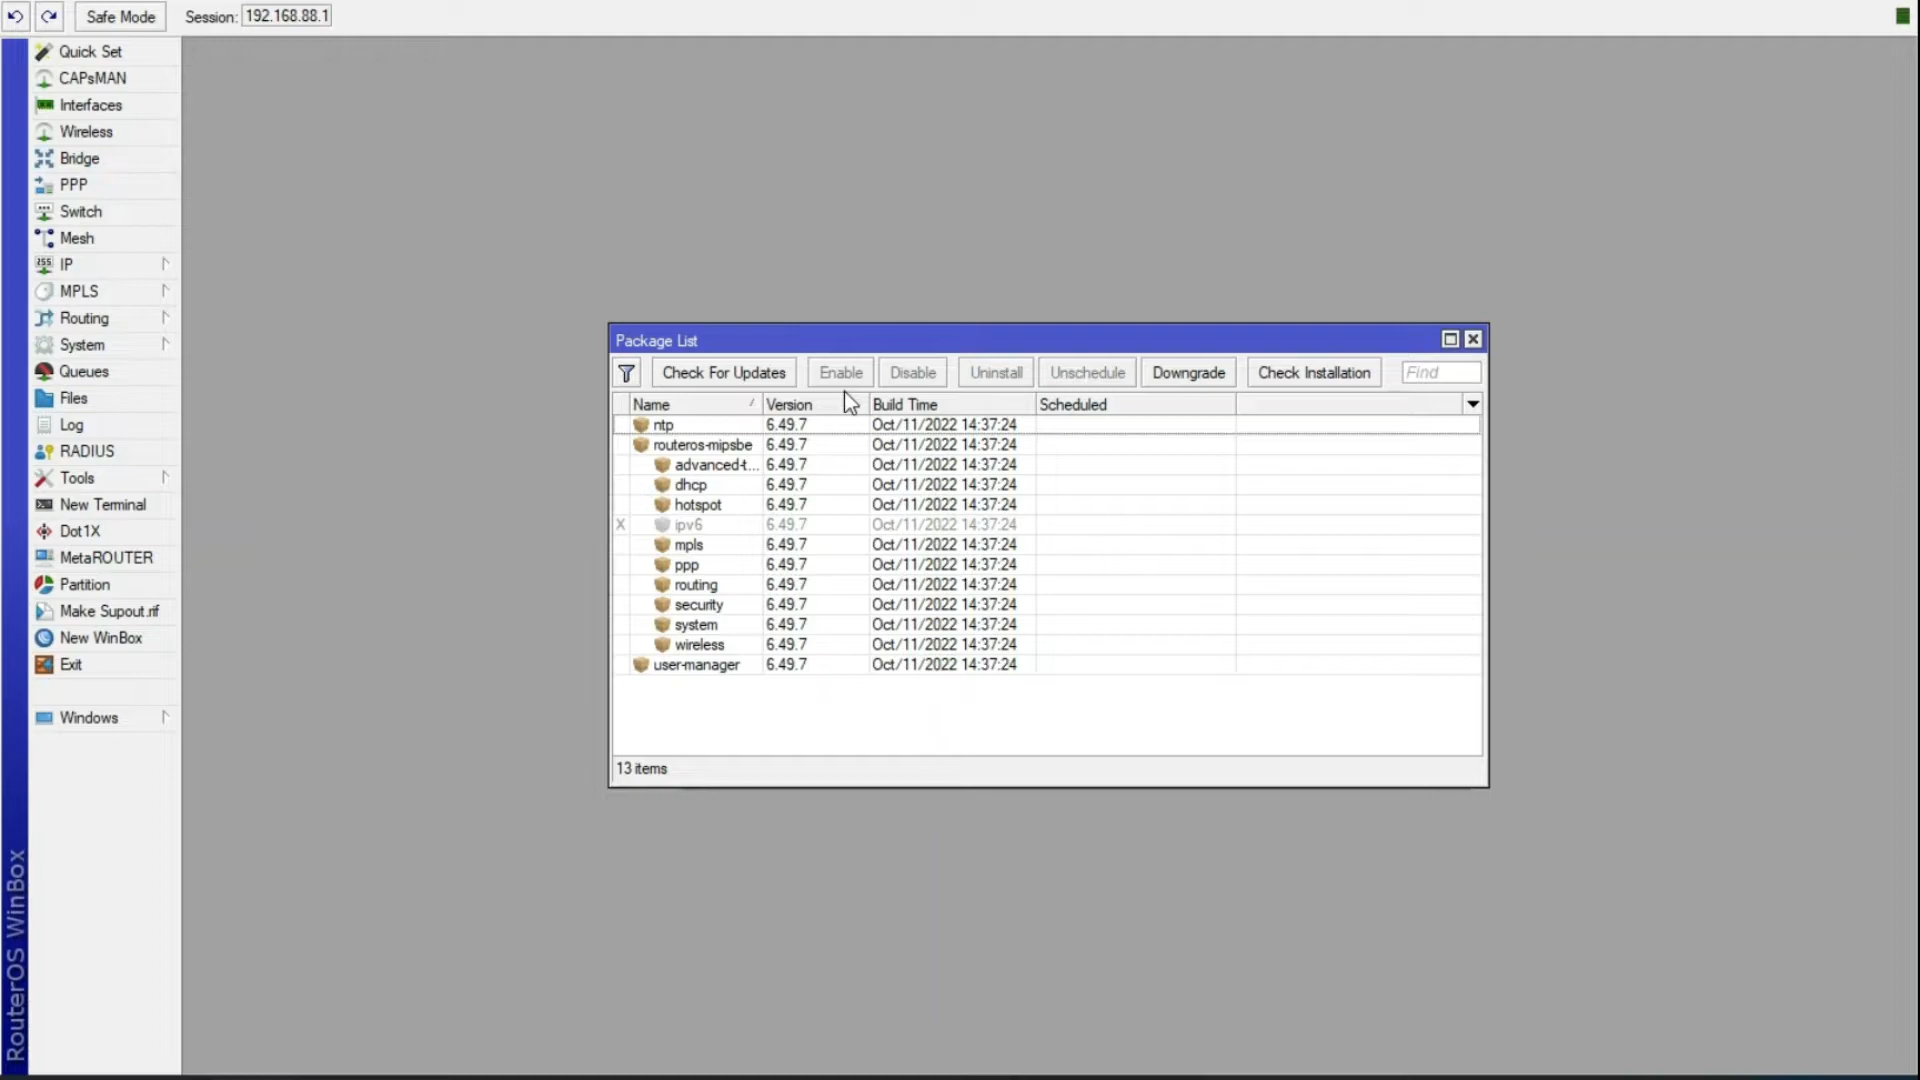 Safe Mode Session: 192.168.88.1
Quick Set
CAPsMAN
Interfaces
Wireless
Bridge
PPP
Switch
Mesh
IP
MPLS
Routing
System
Queues
Files
Log
RADIUS
Tools
New Terminal
Dot1X
MetaROUTER
Partition
Make Supout.rif
New WinBox
Exit
Windows
RouterOS WinBox
Package List
Check For Updates Enable Disable Uninstall Unschedule Downgrade Check Installation Find
Name Version Build Time Scheduled
ntp 6.49.7 Oct/11/2022 14:37:24
routeros-mipsbe 6.49.7 Oct/11/2022 14:37:24
advanced-t... 6.49.7 Oct/11/2022 14:37:24
dhcp 6.49.7 Oct/11/2022 14:37:24
hotspot 6.49.7 Oct/11/2022 14:37:24
X ipv6 6.49.7 Oct/11/2022 14:37:24
mpls 6.49.7 Oct/11/2022 14:37:24
ppp 6.49.7 Oct/11/2022 14:37:24
routing 6.49.7 Oct/11/2022 14:37:24
security 6.49.7 Oct/11/2022 14:37:24
system 6.49.7 Oct/11/2022 14:37:24
wireless 6.49.7 Oct/11/2022 14:37:24
user-manager 6.49.7 Oct/11/2022 14:37:24
13 items